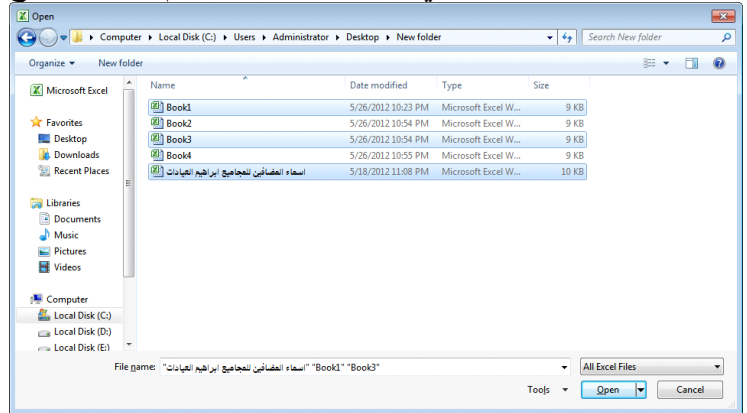 Open
Computer ▸ Local Disk (C:) ▸ Users ▸ Administrator ▸ Desktop ▸ New folder
Search New folder
Organize
New folder
Microsoft Excel
Favorites
Desktop
Downloads
Recent Places
Libraries
Documents
Music
Pictures
Videos
Computer
Local Disk (C:)
Local Disk (D:)
Local Disk (E:)
Name Date modified Type Size
Book1 5/26/2012 10:23 PM Microsoft Excel W... 9 KB
Book2 5/26/2012 10:54 PM Microsoft Excel W... 9 KB
Book3 5/26/2012 10:54 PM Microsoft Excel W... 9 KB
Book4 5/26/2012 10:55 PM Microsoft Excel W... 9 KB
اسماء المضافين للمجاميع ابراهيم العبادات 5/18/2012 11:08 PM Microsoft Excel W... 10 KB
File name: "اسماء المضافين للمجاميع ابراهيم العبادات" "Book1" "Book3"
All Excel Files
Tools Open Cancel